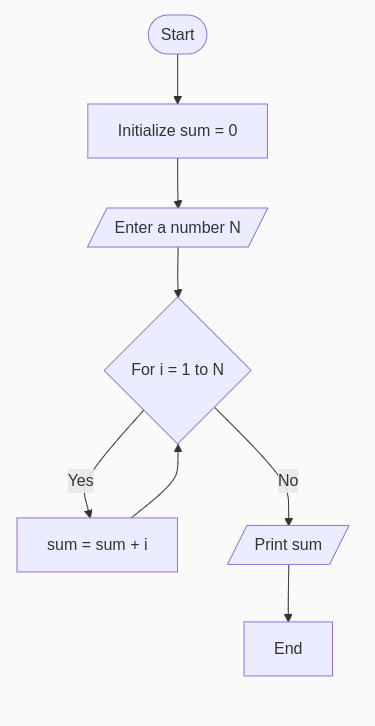 Start
Initialize sum = 0
Enter a number N
For i = 1 to N
Yes
No
sum = sum + i
Print sum
End